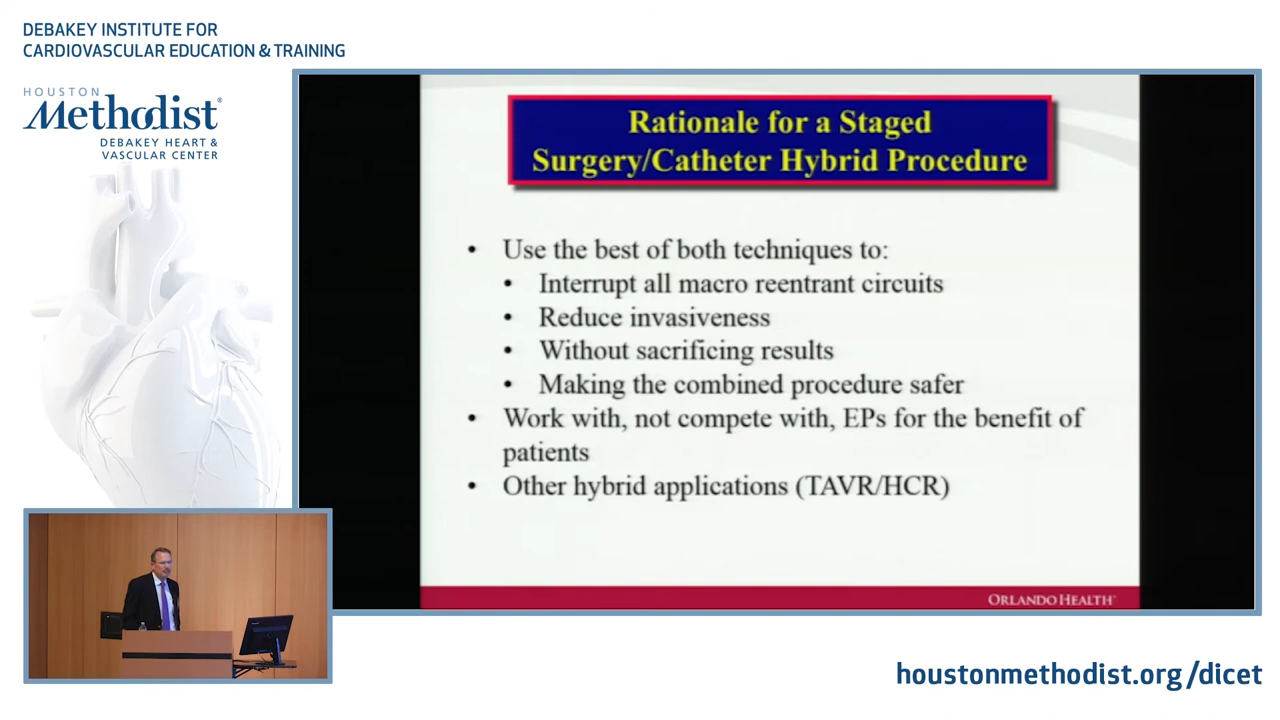 DEBAKEY INSTITUTE FOR
CARDIOVASCULAR EDUCATION & TRAINING
HOUSTON
Methodist®
DEBAKEY HEART &
VASCULAR CENTER
Rationale for a Staged
Surgery/Catheter Hybrid Procedure
• Use the best of both techniques to:
• Interrupt all macro reentrant circuits
• Reduce invasiveness
• Without sacrificing results
• Making the combined procedure safer
• Work with, not compete with, EPs for the benefit of
patients
• Other hybrid applications (TAVR/HCR)
ORLANDO HEALTH™
houstonmethodist.org/dicet